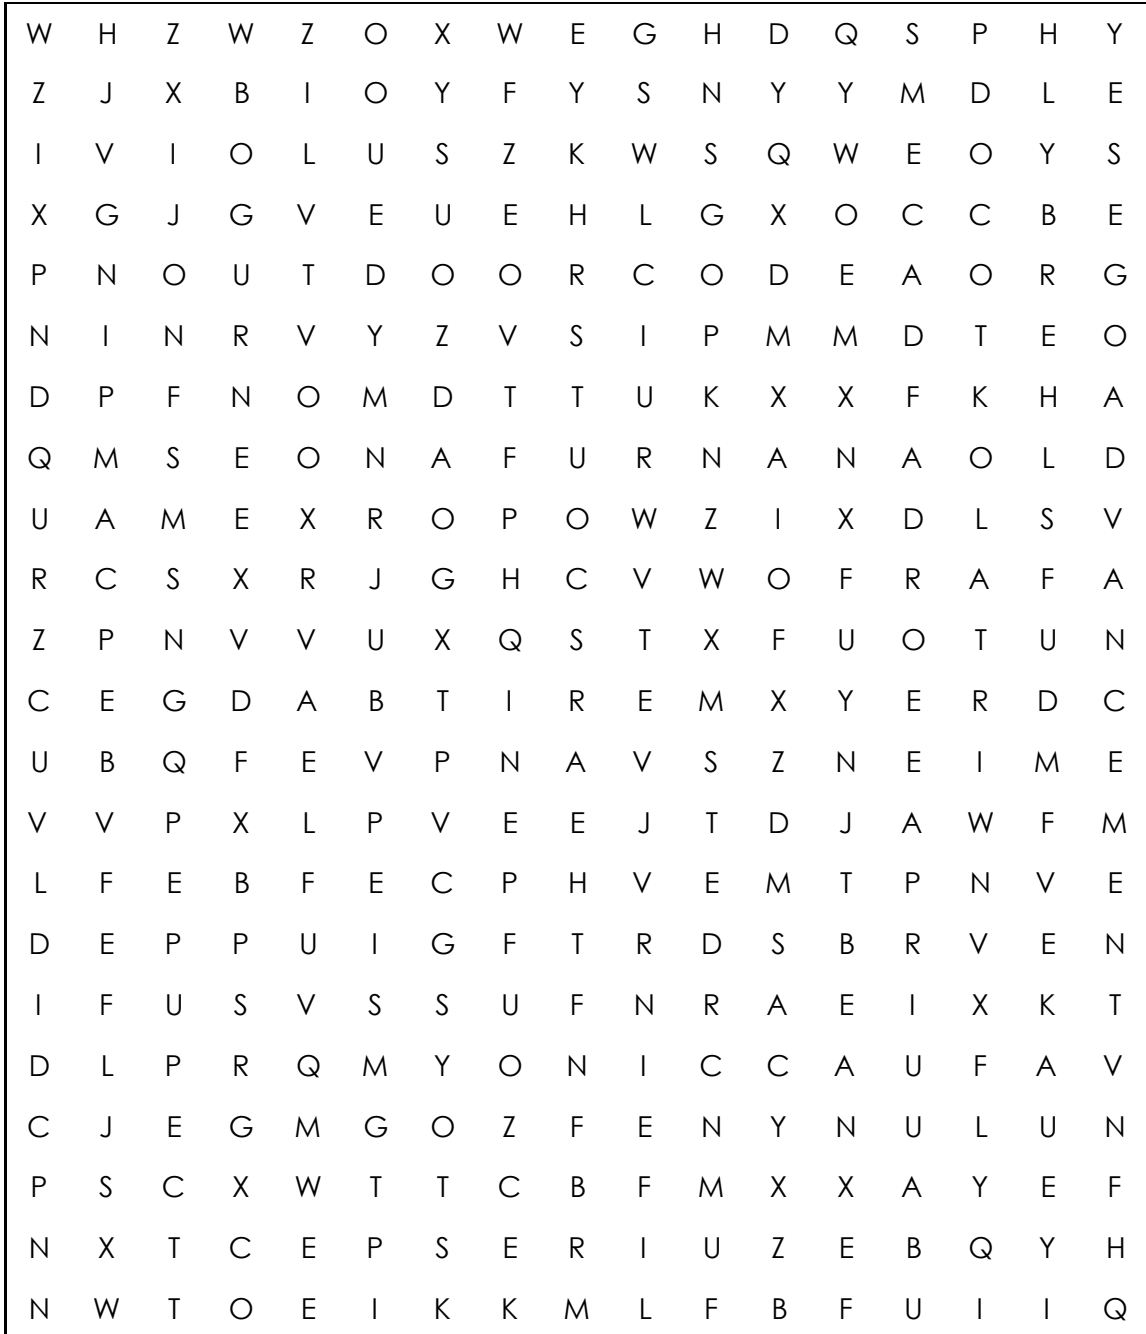 W H Z W Z O X W E G H D Q S P H Y
Z J X B I O Y F Y S N Y Y M D L E
I V I O L U S Z K W S Q W E O Y S
X G J G V E U E H L G X O C C B E
P N O U T D O O R C O D E A O R G
N I N R V Y Z V S I P M M D T E O
D P F N O M D T T U K X X F K H A
Q M S E O N A F U R N A N A O L D
U A M E X R O P O W Z I X D L S V
R C S X R J G H C V W O F R A F A
Z P N V V U X Q S T X F U O T U N
C E G D A B T I R E M X Y E R D C
U B Q F E V P N A V S Z N E I M E
V V P X L P V E E J T D J A W F M
L F E B F E C P H V E M T P N V E
D E P P U I G F T R D S B R V E N
I F U S V S S U F N R A E I X K T
D L P R Q M Y O N I C C A U F A V
C J E G M G O Z F E N Y N U L U N
P S C X W T T C B F M X X A Y E F
N X T C E P S E R I U Z E B Q Y H
N W T O E I K K M L F B F U I I Q